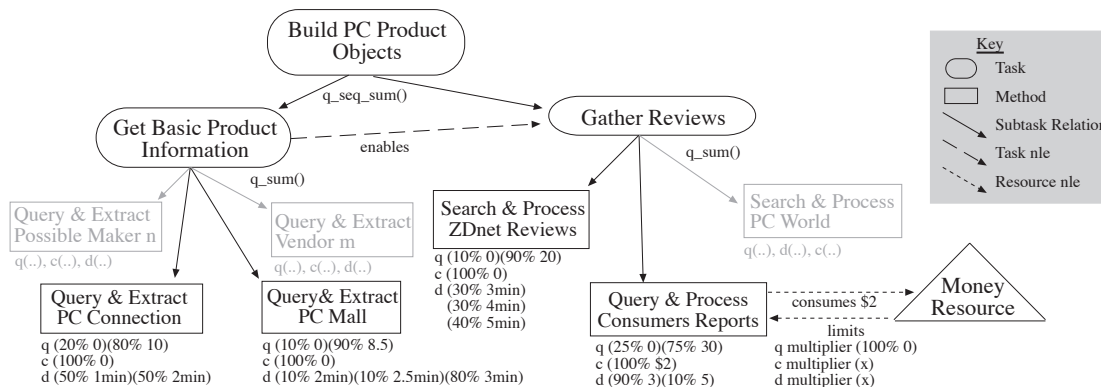 Build PC Product
Objects
q_seq_sum()
Get Basic Product
Information
enables
Gather Reviews
q_sum()
q_sum()
Query & Extract
Possible Maker n
q(..), c(..), d(..)
Query & Extract
Vendor m
q(..), c(..), d(..)
Query & Extract
PC Connection
q (20% 0)(80% 10)
c (100% 0)
d (50% 1min)(50% 2min)
Query& Extract
PC Mall
q (10% 0)(90% 8.5)
c (100% 0)
d (10% 2min)(10% 2.5min)(80% 3min)
Search & Process
ZDnet Reviews
q (10% 0)(90% 20)
c (100% 0)
d (30% 3min)
(30% 4min)
(40% 5min)
Search & Process
PC World
q(..), d(..), c(..)
Query & Process
Consumers Reports
q (25% 0)(75% 30)
c (100% $2)
d (90% 3)(10% 5)
consumes $2
limits
q multiplier (100% 0)
c multiplier (x)
d multiplier (x)
Money
Resource
Key
Task
Method
Subtask Relation
Task nle
Resource nle